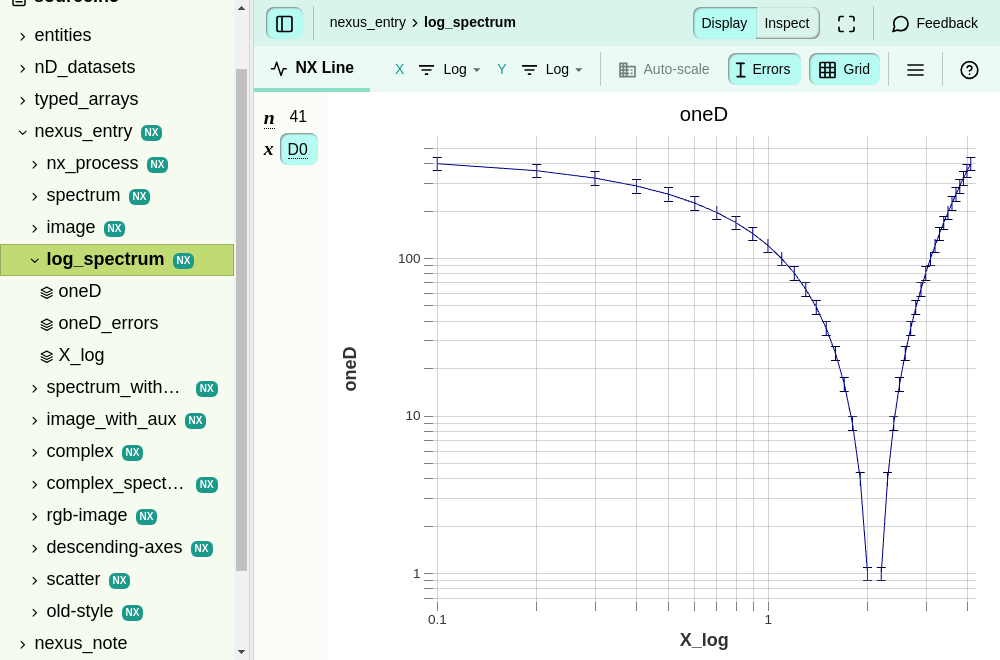 entities
nD_datasets
typed_arrays
nexus_entry NX
nx_process NX
spectrum NX
image NX
log_spectrum NX
oneD
oneD_errors
X_log
spectrum_with… NX
image_with_aux NX
complex NX
complex_spect… NX
rgb-image NX
descending-axes NX
scatter NX
old-style NX
nexus_note
nexus_entry › log_spectrum
Display Inspect
Feedback
NX Line
X Log
Y Log
Auto-scale
Errors
Grid
n 41
x D0
oneD
oneD
100
10
1
0.1 1
X_log